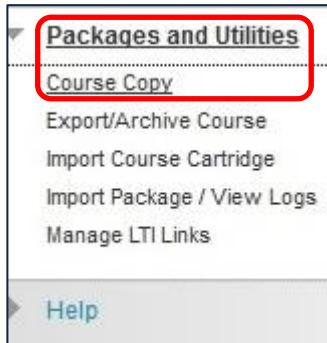 Packages and Utilities
Course Copy
Export/Archive Course
Import Course Cartridge
Import Package / View Logs
Manage LTI Links
Help